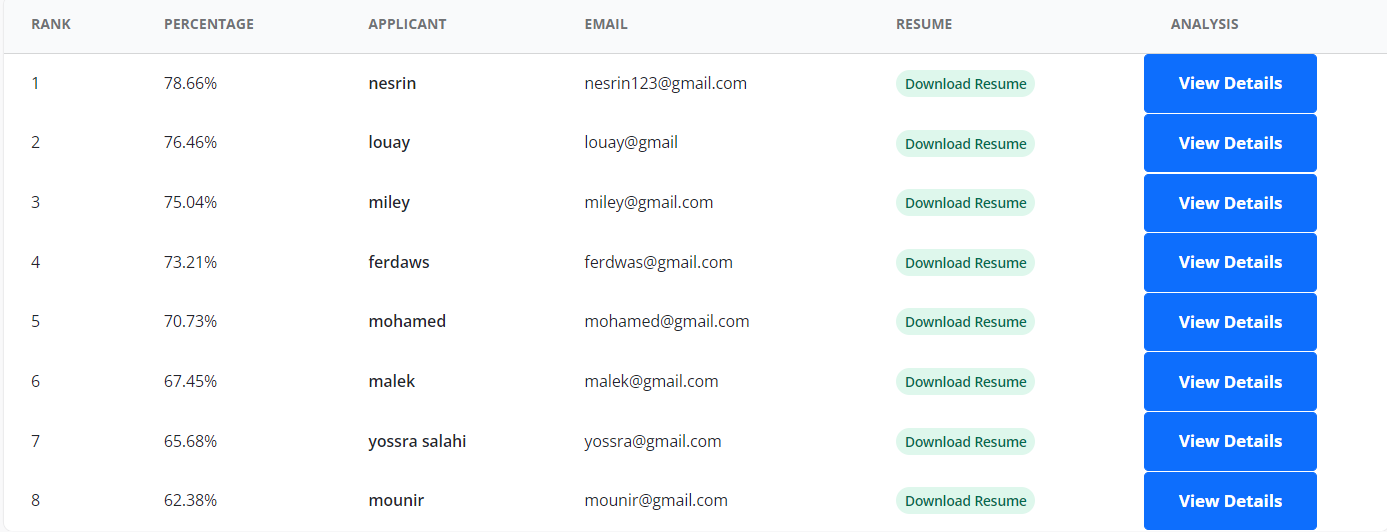 RANK PERCENTAGE APPLICANT EMAIL RESUME ANALYSIS
1 78.66% nesrin nesrin123@gmail.com Download Resume View Details
2 76.46% louay louay@gmail Download Resume View Details
3 75.04% miley miley@gmail.com Download Resume View Details
4 73.21% ferdaws ferdwas@gmail.com Download Resume View Details
5 70.73% mohamed mohamed@gmail.com Download Resume View Details
6 67.45% malek malek@gmail.com Download Resume View Details
7 65.68% yossra salahi yossra@gmail.com Download Resume View Details
8 62.38% mounir mounir@gmail.com Download Resume View Details